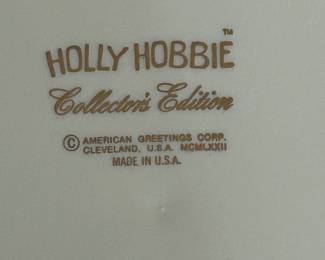 HOLLY HOBBIE™
Collector's Edition
© AMERICAN GREETINGS CORP.
CLEVELAND, U.S.A. MCMLXXII
MADE IN U.S.A.